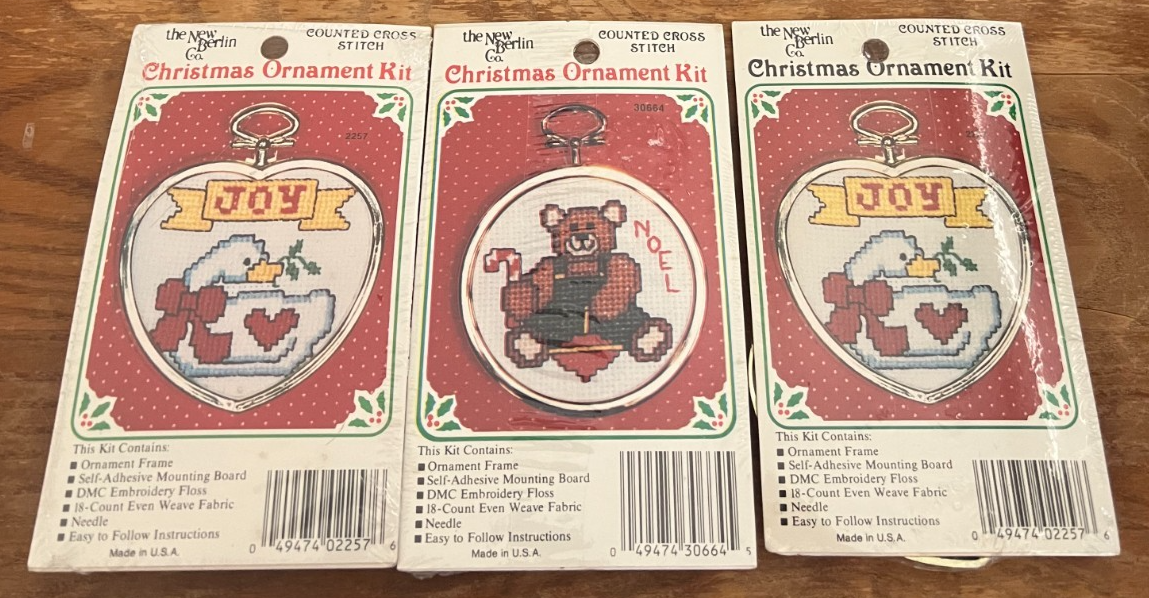 the New
Berlin
Co.
COUNTED CROSS
STITCH
Christmas Ornament Kit
2257
JOY
This Kit Contains:
■ Ornament Frame
■ Self-Adhesive Mounting Board
■ DMC Embroidery Floss
■ 18-Count Even Weave Fabric
■ Needle
■ Easy to Follow Instructions
Made in U.S.A.
0 49474 02257 6
the New
Berlin
Co.
COUNTED CROSS
STITCH
Christmas Ornament Kit
30664
NOEL
This Kit Contains:
■ Ornament Frame
■ Self-Adhesive Mounting Board
■ DMC Embroidery Floss
■ 18-Count Even Weave Fabric
■ Needle
■ Easy to Follow Instructions
Made in U.S.A.
0 49474 30664 5
the New
Berlin
Co.
COUNTED CROSS
STITCH
Christmas Ornament Kit
JOY
This Kit Contains:
■ Ornament Frame
■ Self-Adhesive Mounting Board
■ DMC Embroidery Floss
■ 18-Count Even Weave Fabric
■ Needle
■ Easy to Follow Instructions
Made in U.S.A.
0 49474 02257 6